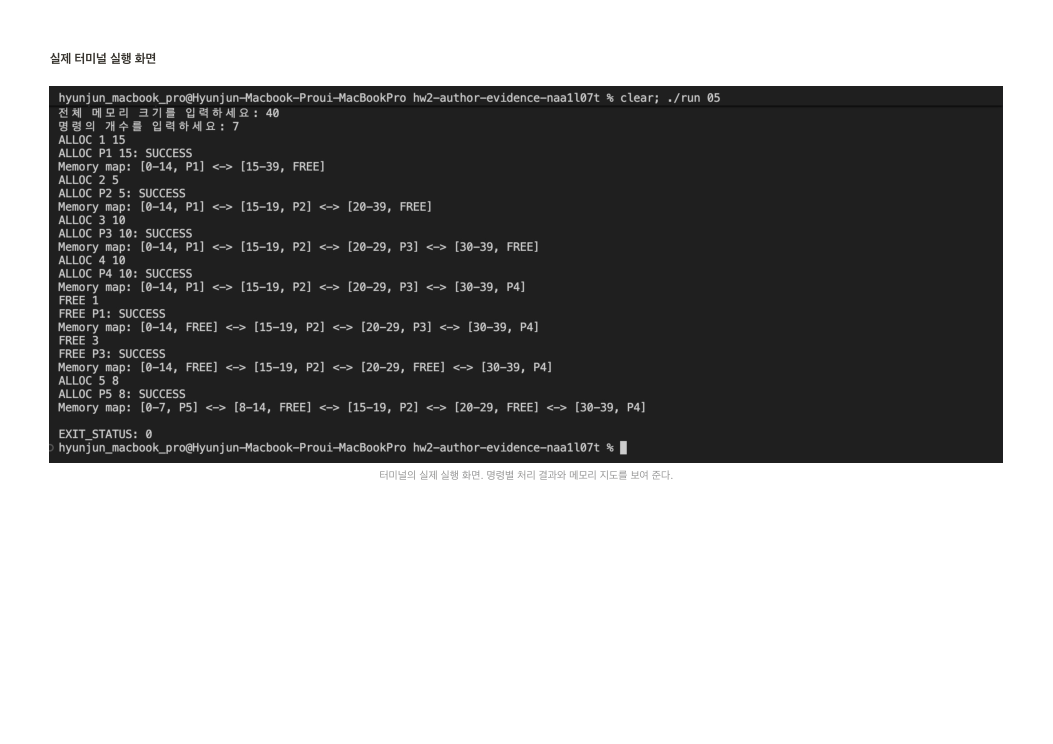 실제 터미널 실행 화면
hyunjun_macbook_pro@Hyunjun-Macbook-Proui-MacBookPro hw2-author-evidence-naa1l07t % clear; ./run 05
전체 메모리 크기를 입력하세요: 40
명령의 개수를 입력하세요: 7
ALLOC 1 15
ALLOC P1 15: SUCCESS
Memory map: [0-14, P1] <-> [15-39, FREE]
ALLOC 2 5
ALLOC P2 5: SUCCESS
Memory map: [0-14, P1] <-> [15-19, P2] <-> [20-39, FREE]
ALLOC 3 10
ALLOC P3 10: SUCCESS
Memory map: [0-14, P1] <-> [15-19, P2] <-> [20-29, P3] <-> [30-39, FREE]
ALLOC 4 10
ALLOC P4 10: SUCCESS
Memory map: [0-14, P1] <-> [15-19, P2] <-> [20-29, P3] <-> [30-39, P4]
FREE 1
FREE P1: SUCCESS
Memory map: [0-14, FREE] <-> [15-19, P2] <-> [20-29, P3] <-> [30-39, P4]
FREE 3
FREE P3: SUCCESS
Memory map: [0-14, FREE] <-> [15-19, P2] <-> [20-29, FREE] <-> [30-39, P4]
ALLOC 5 8
ALLOC P5 8: SUCCESS
Memory map: [0-7, P5] <-> [8-14, FREE] <-> [15-19, P2] <-> [20-29, FREE] <-> [30-39, P4]
EXIT_STATUS: 0
hyunjun_macbook_pro@Hyunjun-Macbook-Proui-MacBookPro hw2-author-evidence-naa1l07t %
터미널의 실제 실행 화면. 명령별 처리 결과와 메모리 지도를 보여 준다.